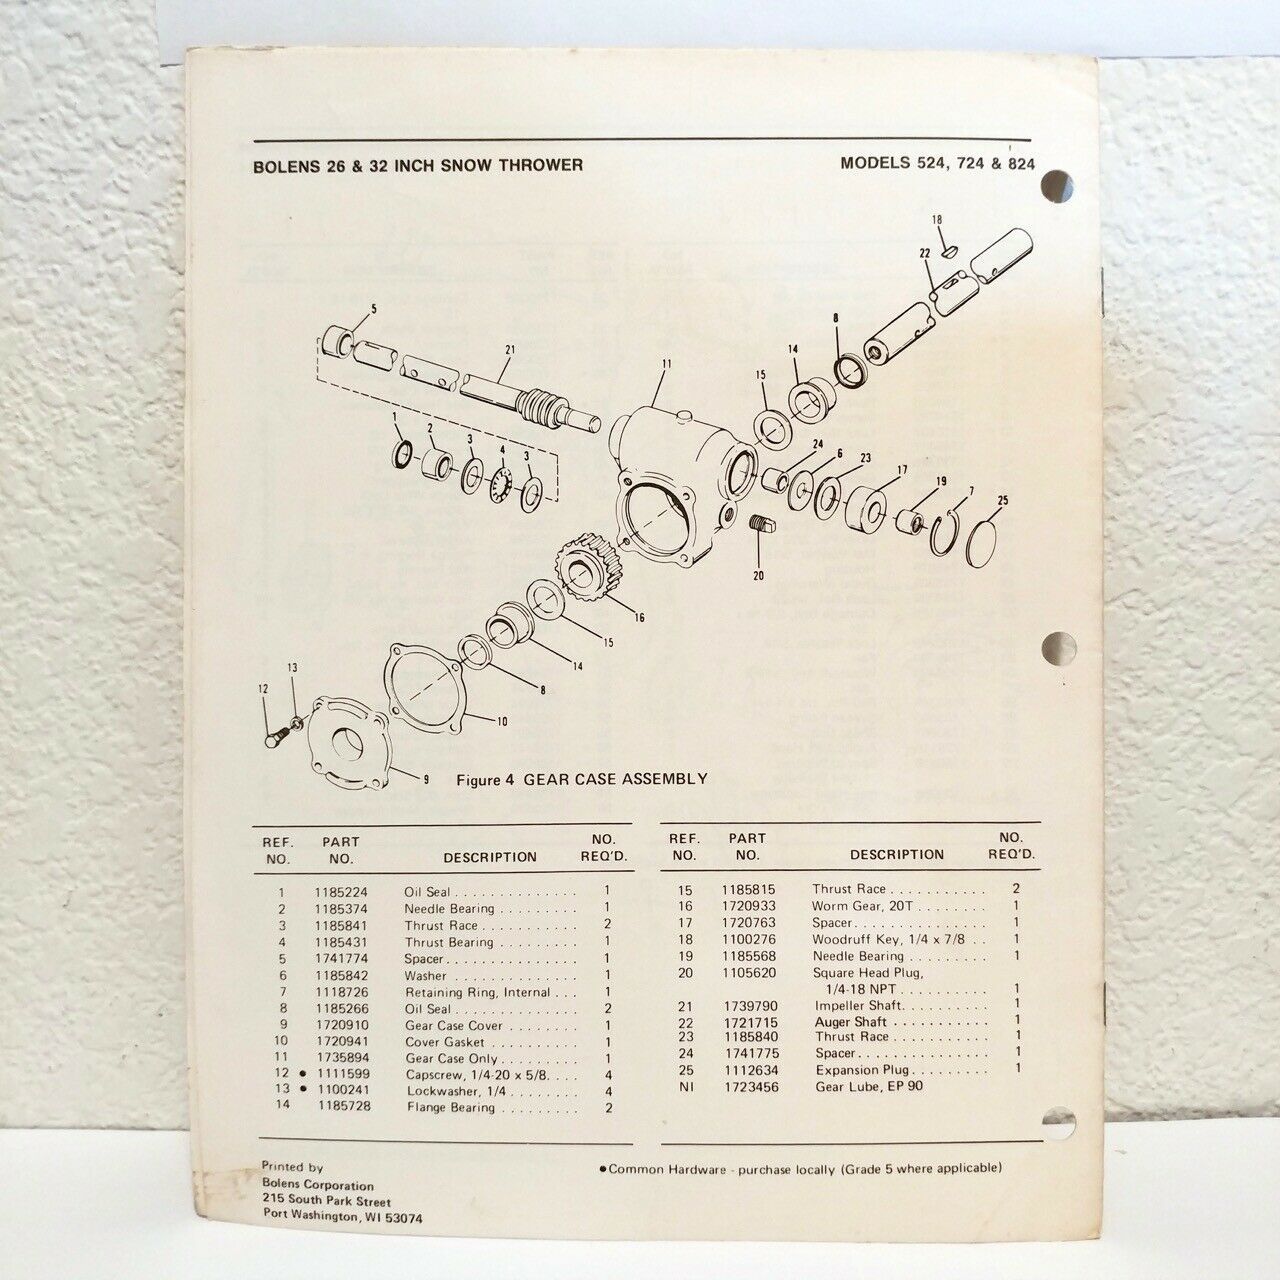 BOLENS 26 & 32 INCH SNOW THROWER MODELS 524, 724 & 824
18
22
5
8
21
14
11
15
1
2
3
4
3
24
6
23
17
19
7
25
20
16
15
14
8
13
12
10
9
Figure 4 GEAR CASE ASSEMBLY
REF. PART NO.
NO. NO. DESCRIPTION REQ'D.
1 1185224 Oil Seal . . . . . . . . . . . . . . 1
2 1185374 Needle Bearing . . . . . . . . . 1
3 1185841 Thrust Race . . . . . . . . . . . 2
4 1185431 Thrust Bearing . . . . . . . . . 1
5 1741774 Spacer . . . . . . . . . . . . . . . 1
6 1185842 Washer . . . . . . . . . . . . . . 1
7 1118726 Retaining Ring, Internal . . . 1
8 1185266 Oil Seal . . . . . . . . . . . . . . 2
9 1720910 Gear Case Cover . . . . . . . . 1
10 1720941 Cover Gasket . . . . . . . . . . 1
11 1735894 Gear Case Only . . . . . . . . . 1
12 ● 1111599 Capscrew, 1/4-20 x 5/8. . . . 4
13 ● 1100241 Lockwasher, 1/4 . . . . . . . . 4
14 1185728 Flange Bearing . . . . . . . . . 2
REF. PART NO.
NO. NO. DESCRIPTION REQ'D.
15 1185815 Thrust Race . . . . . . . . . . . 2
16 1720933 Worm Gear, 20T . . . . . . . . 1
17 1720763 Spacer . . . . . . . . . . . . . . . 1
18 1100276 Woodruff Key, 1/4 x 7/8 . . 1
19 1185568 Needle Bearing . . . . . . . . . 1
20 1105620 Square Head Plug,
1/4-18 NPT . . . . . . . . . . 1
21 1739790 Impeller Shaft. . . . . . . . . . 1
22 1721715 Auger Shaft . . . . . . . . . . . 1
23 1185840 Thrust Race . . . . . . . . . . . 1
24 1741775 Spacer . . . . . . . . . . . . . . . 1
25 1112634 Expansion Plug . . . . . . . . . 1
NI 1723456 Gear Lube, EP 90
Printed by
Bolens Corporation
215 South Park Street
Port Washington, WI 53074
● Common Hardware - purchase locally (Grade 5 where applicable)